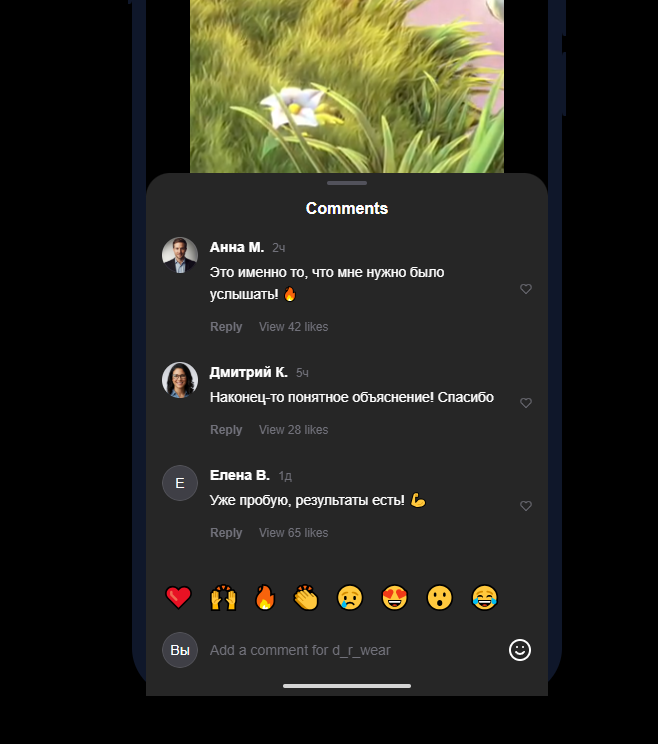 Comments
Анна М. 2ч
Это именно то, что мне нужно было
услышать! 🔥
Reply View 42 likes
Дмитрий К. 5ч
Наконец-то понятное объяснение! Спасибо
Reply View 28 likes
Е
Елена В. 1д
Уже пробую, результаты есть! 💪
Reply View 65 likes
❤️ 🙌 🔥 👏 😢 😍 😮 😂
Вы Add a comment for d_r_wear